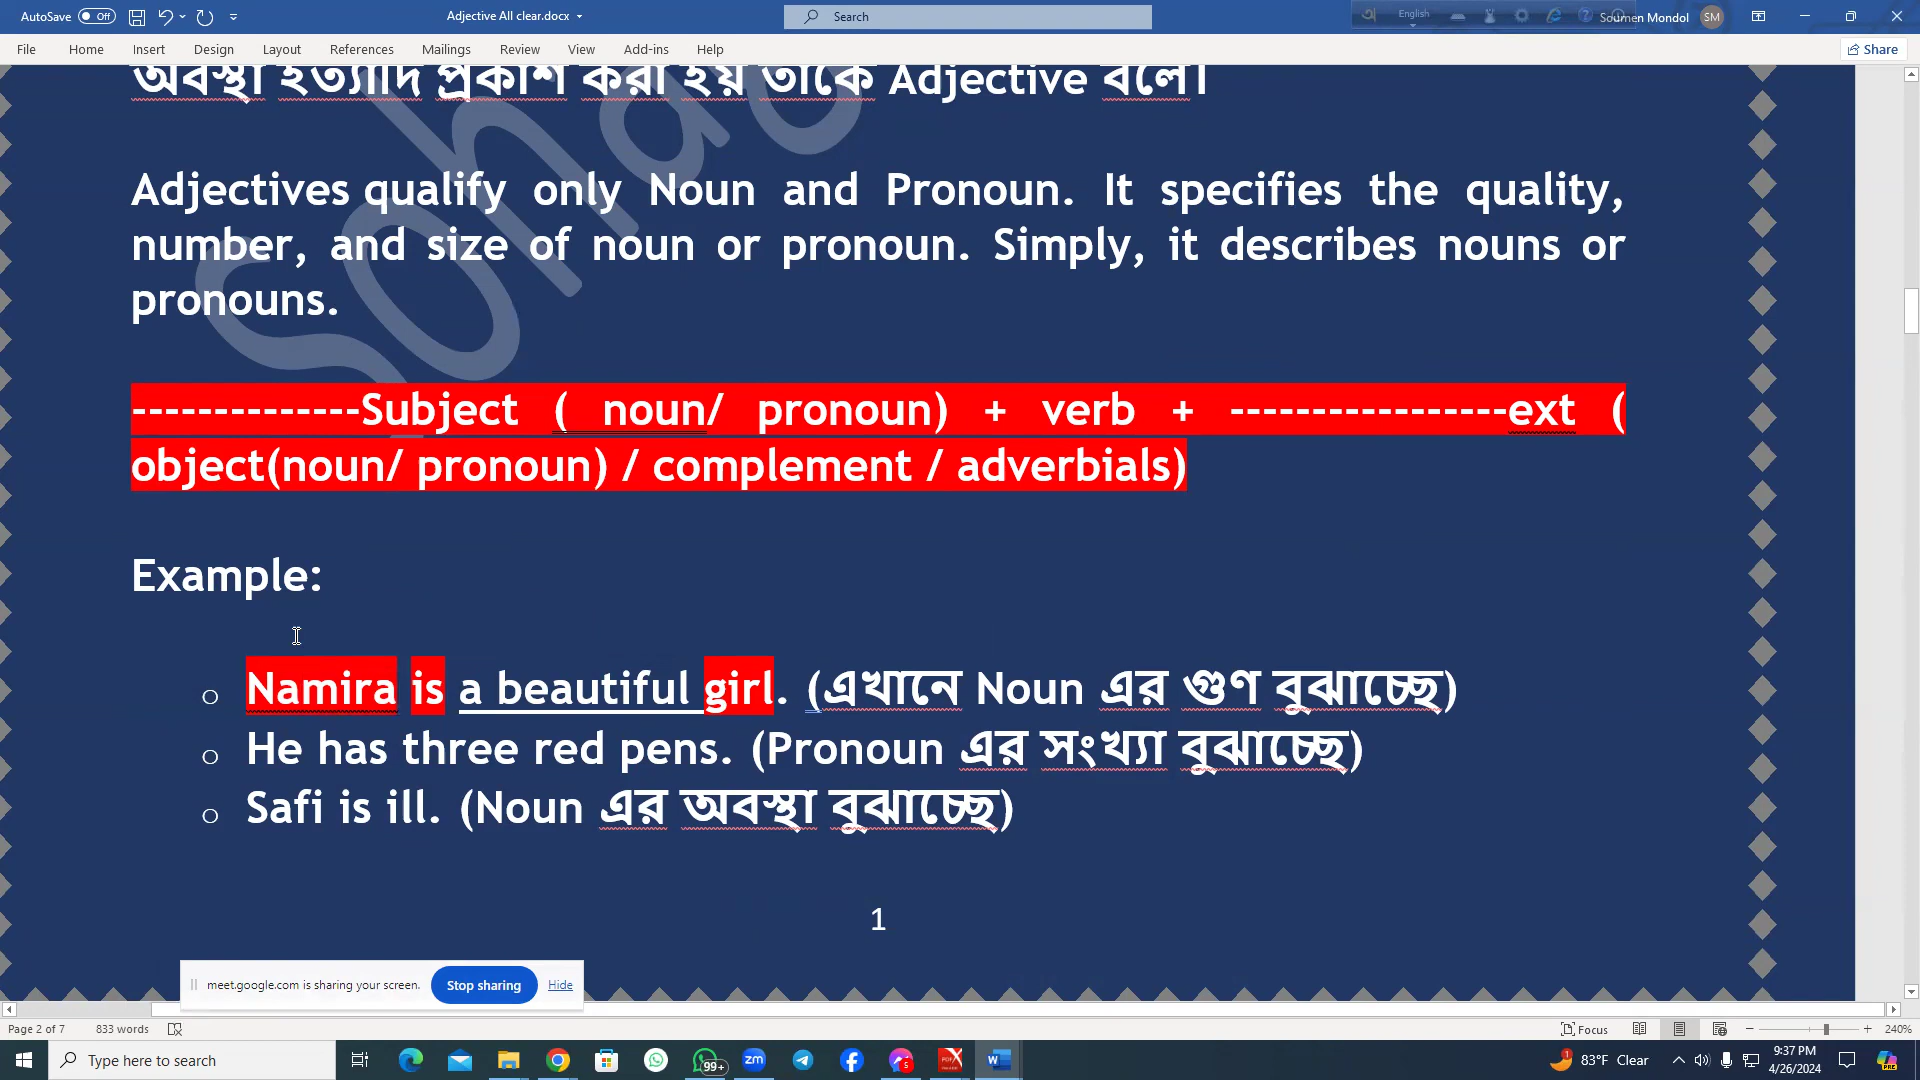 AutoSave Off Adjective All clear.docx Search English Soumen Mondol SM
File Home Insert Design Layout References Mailings Review View Add-ins Help Share
অবস্থা ইত্যাদি প্রকাশ করা হয় তাকে Adjective বলে।
Adjectives qualify only Noun and Pronoun. It specifies the quality,
number, and size of noun or pronoun. Simply, it describes nouns or
pronouns.
--------------Subject ( noun/ pronoun) + verb + -----------------ext (
object(noun/ pronoun) / complement / adverbials)
Example:
o Namira is a beautiful girl. (এখানে Noun এর গুণ বুঝাচ্ছে)
o He has three red pens. (Pronoun এর সংখ্যা বুঝাচ্ছে)
o Safi is ill. (Noun এর অবস্থা বুঝাচ্ছে)
1
meet.google.com is sharing your screen. Stop sharing Hide
Page 2 of 7 833 words Focus 240%
Type here to search 99+ zm 5 W 1 83°F Clear 9:37 PM
4/26/2024